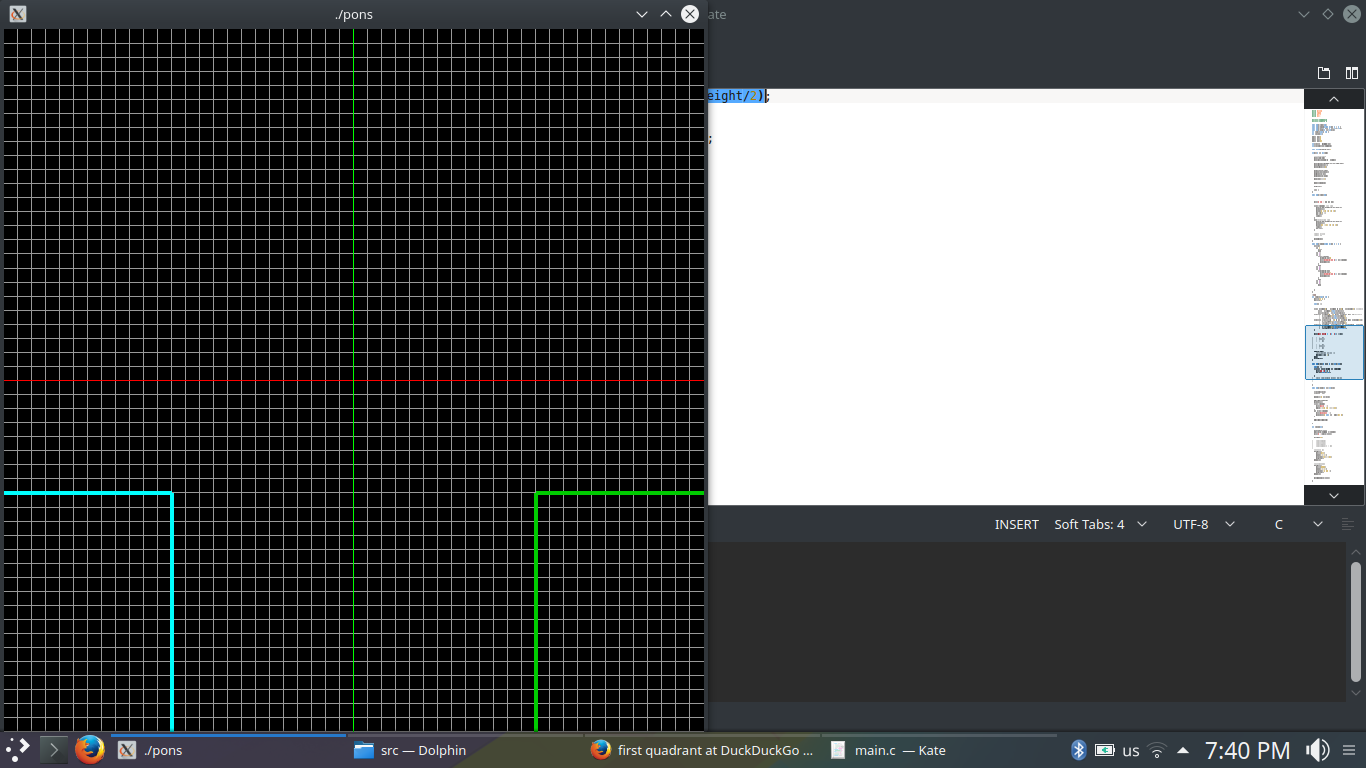 ./pons
ate
eight/2);
;
INSERT Soft Tabs: 4 UTF-8 C
./pons src — Dolphin first quadrant at DuckDuckGo ... main.c — Kate us 7:40 PM